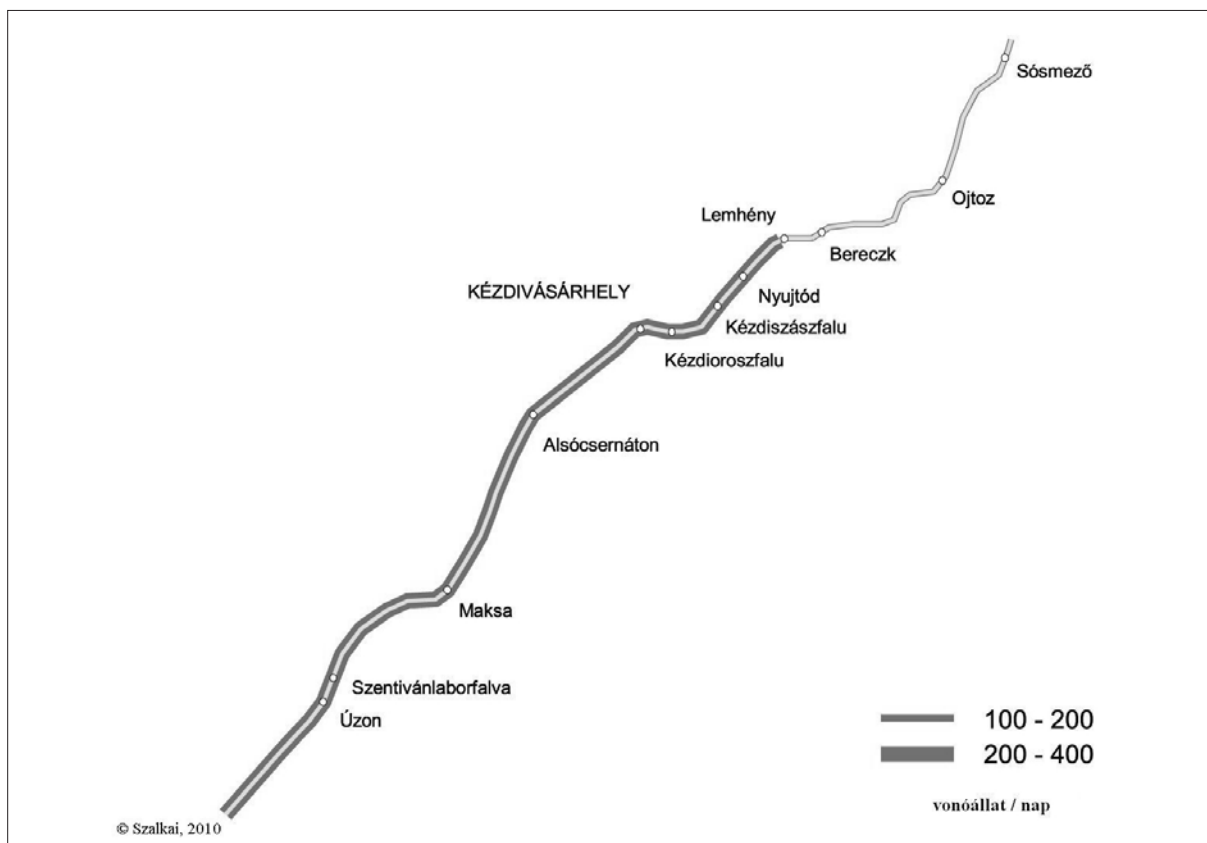 Sósmező
Ojtoz
Lemhény
Bereczk
KÉZDIVÁSÁRHELY
Nyujtód
Kézdiszászfalu
Kézdioroszfalu
Alsócsernáton
Maksa
Szentivánlaborfalva
Úzon
100 - 200
200 - 400
vonóállat / nap
© Szalkai, 2010